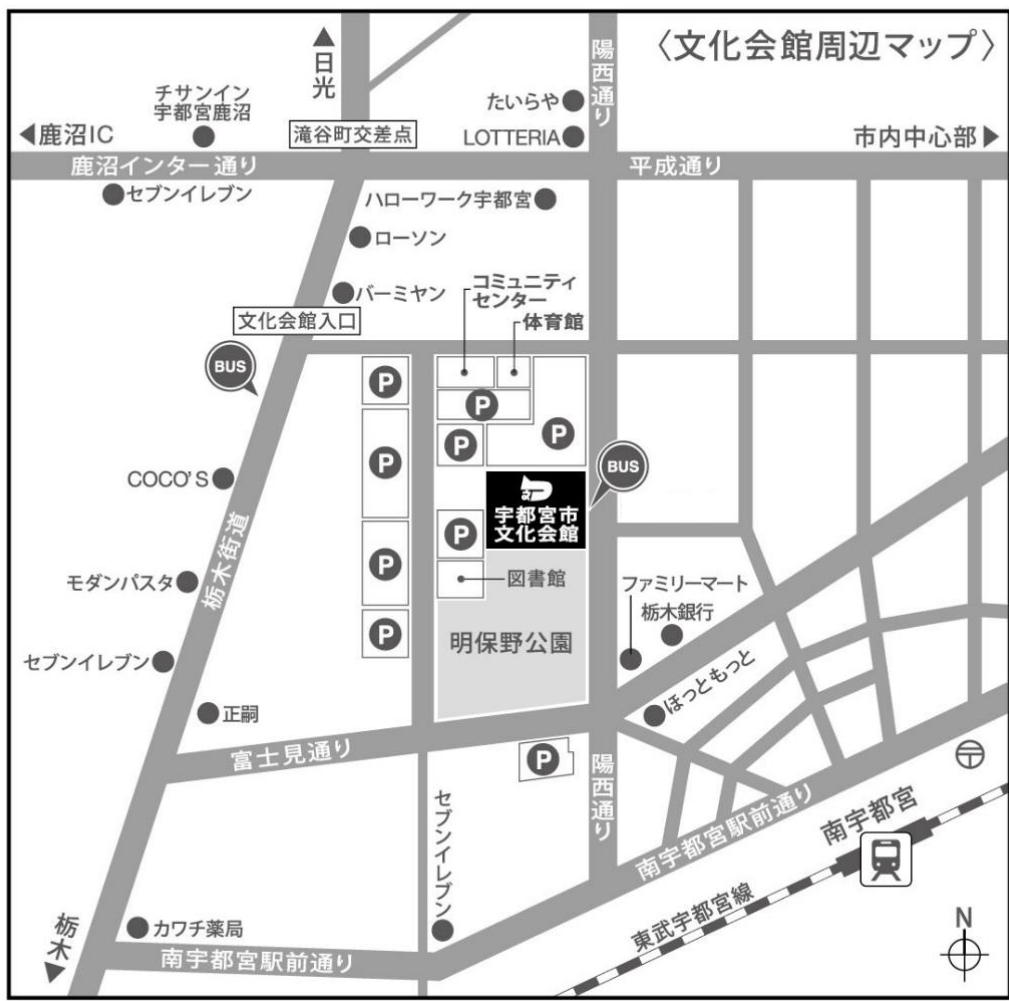 〈文化会館周辺マップ〉
▲日光
陽西通り
チサンイン
宇都宮鹿沼
たいらや
◀鹿沼IC
滝谷町交差点
LOTTERIA
市内中心部▶
鹿沼インター通り
平成通り
セブンイレブン
ハローワーク宇都宮
ローソン
バーミヤン
コミュニティ
センター
体育館
文化会館入口
BUS
P
P
P
P
P
BUS
COCO'S
宇都宮市
文化会館
P
P
栃木街道
図書館
モダンパスタ
ファミリーマート
栃木銀行
P
明保野公園
セブンイレブン
ほっともっと
正嗣
富士見通り
P
陽西通り
セブンイレブン
南宇都宮駅前通り
南宇都宮
東武宇都宮線
カワチ薬局
栃木▼
南宇都宮駅前通り
N